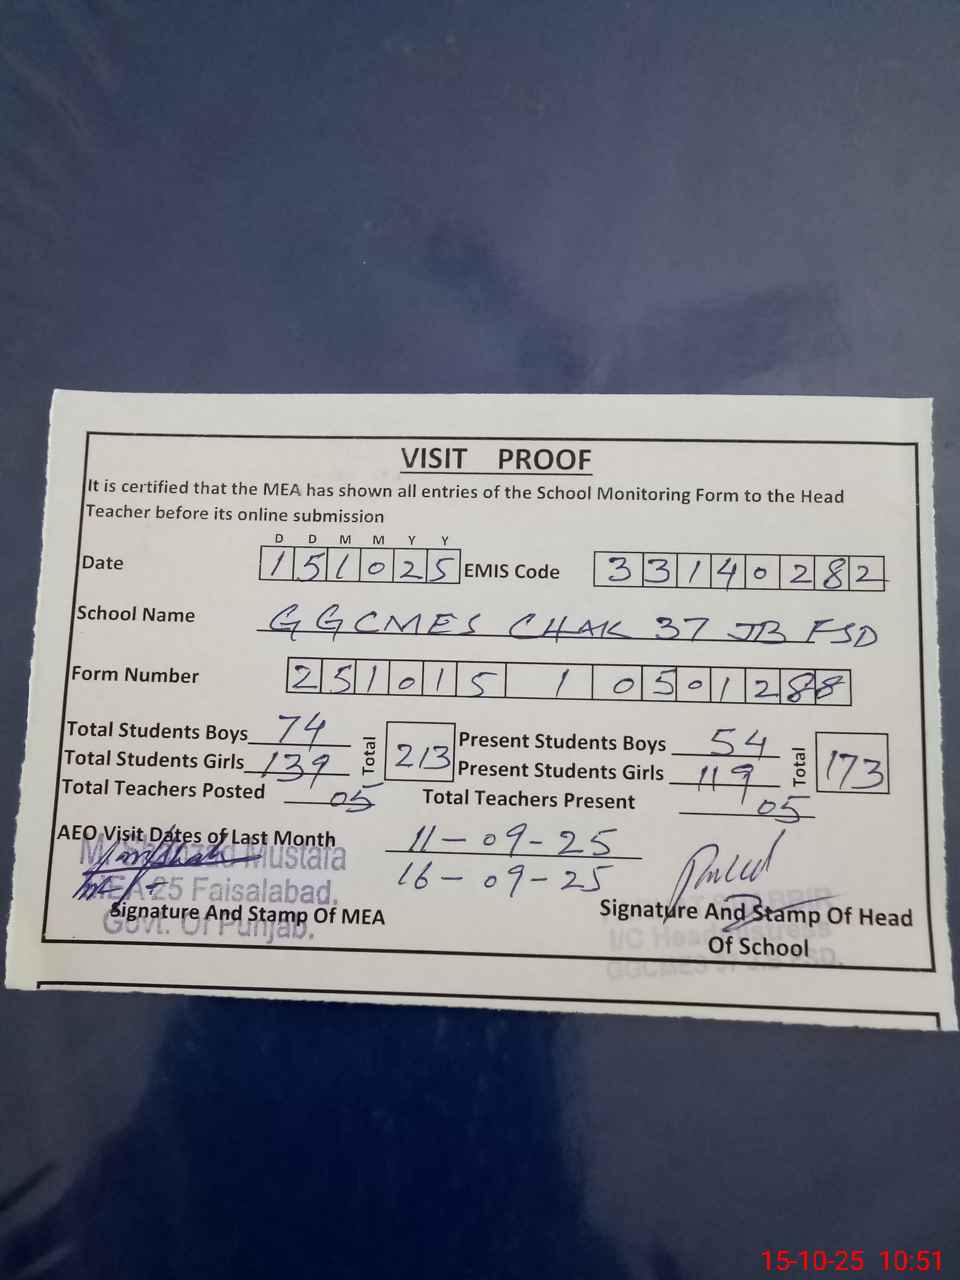 VISIT PROOF
It is certified that the MEA has shown all entries of the School Monitoring Form to the Head
Teacher before its online submission
D D M M Y Y
Date 151025 EMIS Code 33140282
School Name GGCMES CHAK 37 JB FSD
Form Number 251015 1 0501288
Total Students Boys 74 Total 213 Present Students Boys 54 Total 173
Total Students Girls 139 Present Students Girls 119
Total Teachers Posted 05 Total Teachers Present 05
AEO Visit Dates of Last Month 11-09-25
16-09-25
Mustafa
MEA-25 Faisalabad.
Govt. Of Punjab.
Signature And Stamp Of MEA
Signature And Stamp Of Head
Of School
I/C Headmistress
GGCMES
15-10-25 10:51